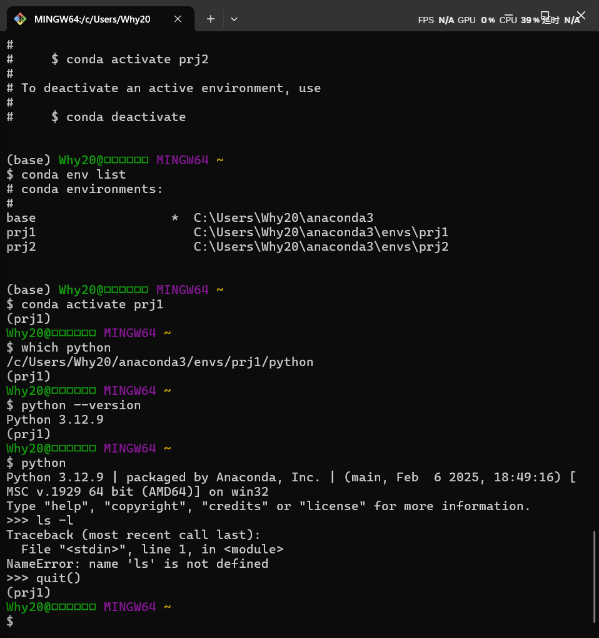 MINGW64:/c/Users/Why20
FPS N/A GPU 0% CPU 39% 延时 N/A
#
#     $ conda activate prj2
#
# To deactivate an active environment, use
#
#     $ conda deactivate
(base) Why20@□□□□□□ MINGW64 ~
$ conda env list
# conda environments:
#
base                  *  C:\Users\Why20\anaconda3
prj1                     C:\Users\Why20\anaconda3\envs\prj1
prj2                     C:\Users\Why20\anaconda3\envs\prj2
(base) Why20@□□□□□□ MINGW64 ~
$ conda activate prj1
(prj1)
Why20@□□□□□□ MINGW64 ~
$ which python
/c/Users/Why20/anaconda3/envs/prj1/python
(prj1)
Why20@□□□□□□ MINGW64 ~
$ python --version
Python 3.12.9
(prj1)
Why20@□□□□□□ MINGW64 ~
$ python
Python 3.12.9 | packaged by Anaconda, Inc. | (main, Feb  6 2025, 18:49:16) [
MSC v.1929 64 bit (AMD64)] on win32
Type "help", "copyright", "credits" or "license" for more information.
>>> ls -l
Traceback (most recent call last):
  File "<stdin>", line 1, in <module>
NameError: name 'ls' is not defined
>>> quit()
(prj1)
Why20@□□□□□□ MINGW64 ~
$